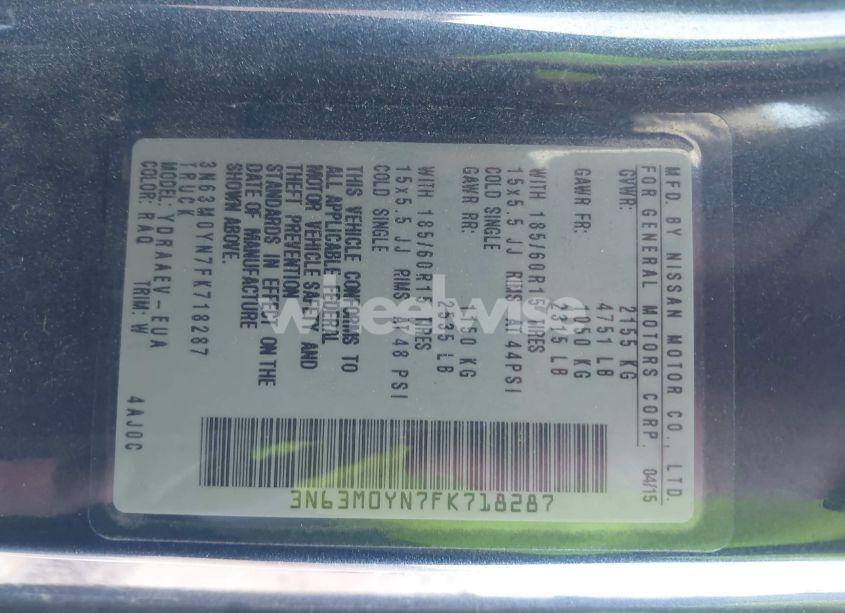 MFD. BY NISSAN MOTOR CO., LTD.
FOR GENERAL MOTORS CORP. 04/15
GVWR: 2155 KG
4751 LB
GAWR FR: KG
LB
WITH 185/60R15 TIRES
15x5.5 JJ RIMS AT 44PSI
COLD SINGLE
GAWR RR: KG
2535 LB
WITH 185/60R15 TIRES
15x5.5 JJ RIMS AT 48 PSI
COLD SINGLE
THIS VEHICLE CONFORMS TO
ALL APPLICABLE FEDERAL
MOTOR VEHICLE SAFETY AND
THEFT PREVENTION
STANDARDS IN EFFECT ON THE
DATE OF MANUFACTURE
SHOWN ABOVE.
3N63M0YN7FK718287
TRUCK
MODEL: YDRAAEV-EUA
COLOR: RAQ TRIM: W 4AJ0C
3N63M0YN7FK718287
wheelwise